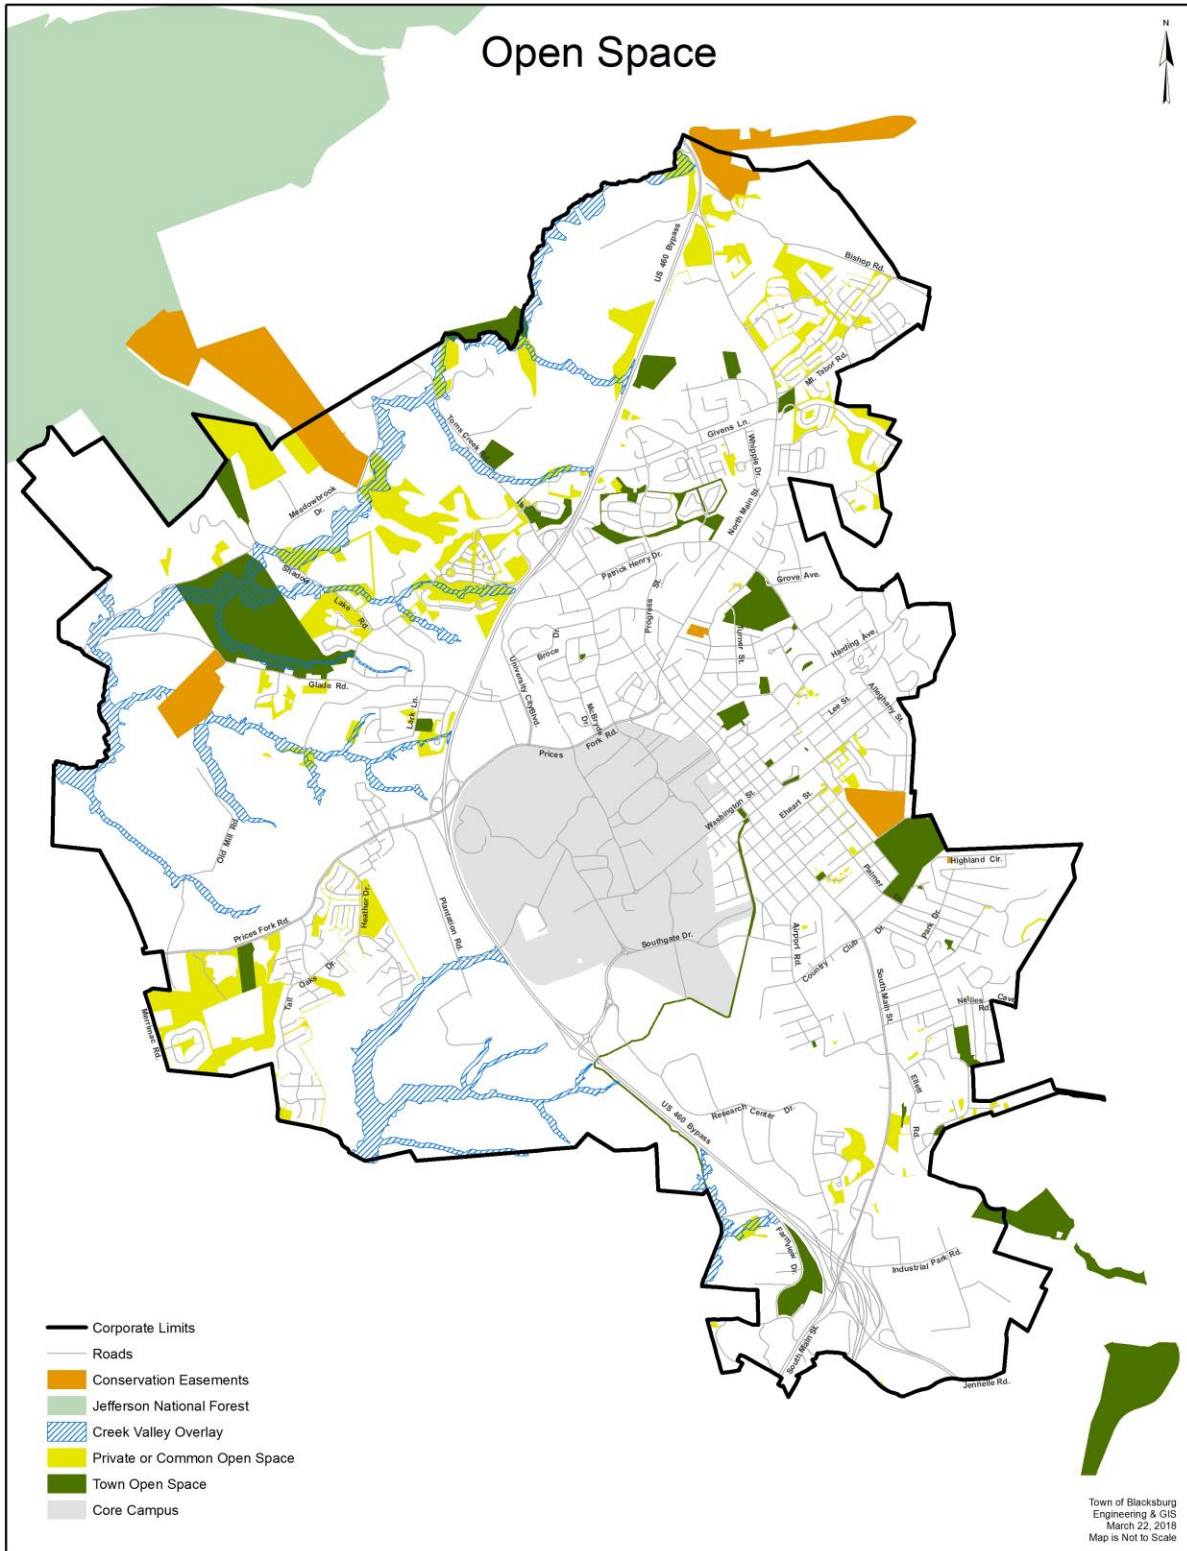 Open Space
N
US 460 Bypass
Bishop Rd.
Mt. Tabor Rd.
Toms Creek Rd.
Givens Ln.
Whipple Dr.
North Main St.
Meadowbrook
Dr.
Patrick Henry Dr.
Progress St.
Grove Ave.
Shadow
Lake
Rd.
Turner St.
Harding Ave.
Broce Dr
University City Blvd.
McBryde
Dr.
Glade Rd.
Lark Ln.
Lee St.
Alleghany St.
Prices Fork Rd.
Washington St.
Eheart St.
Old Mill Rd
Highland Cir.
Palmer
Heather Dr.
Plantation Rd.
Prices Fork Rd.
Park Dr.
Southgate Dr.
Airport Rd.
Country Club Dr.
Tall Oaks Dr.
South Main St.
Nellies Cave
Rd.
Merrimac Rd.
Ellett
Rd.
Research Center Dr.
US 460 Bypass
Farmview Dr.
Industrial Park Rd.
South Main St.
Jennelle Rd.
Corporate Limits
Roads
Conservation Easements
Jefferson National Forest
Creek Valley Overlay
Private or Common Open Space
Town Open Space
Core Campus
Town of Blacksburg
Engineering & GIS
March 22, 2018
Map is Not to Scale